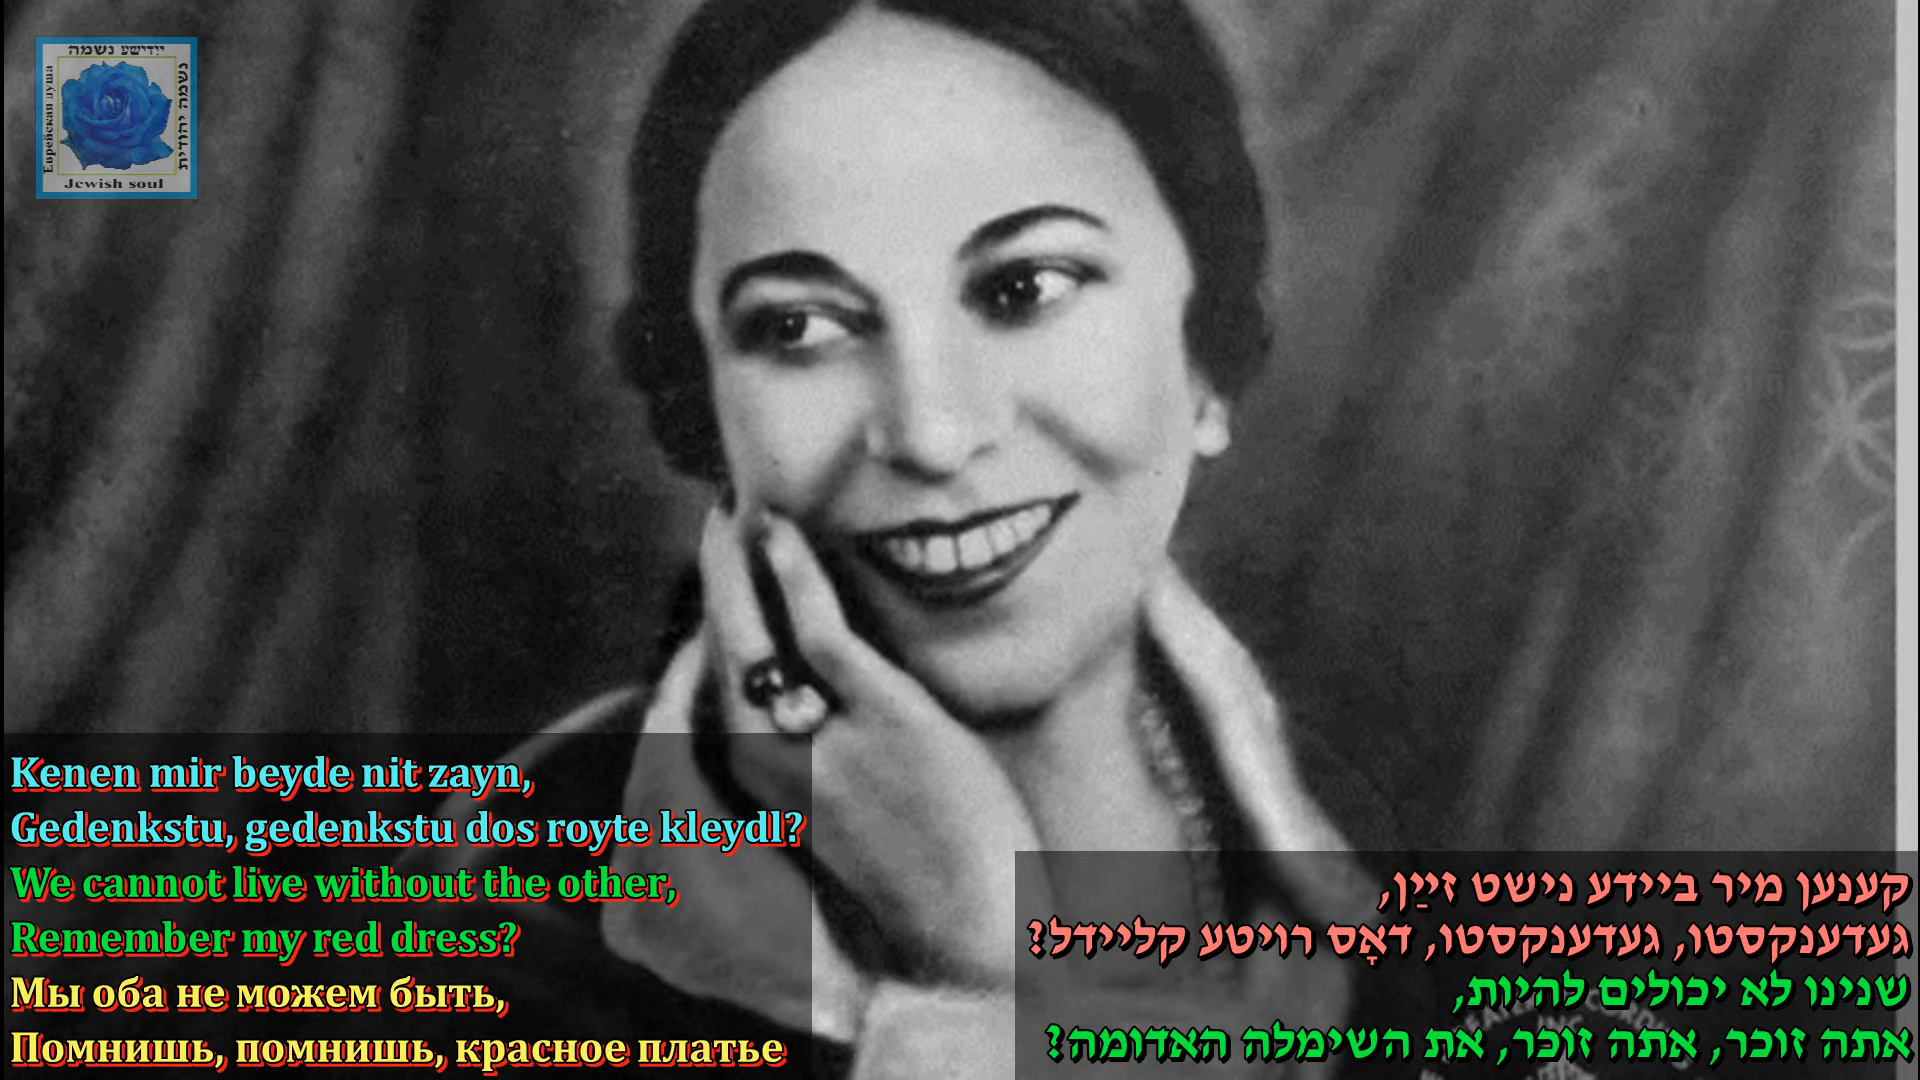 ייִדישע נשמה
Еврейская душа
נשמה יהודית
Jewish soul
Kenen mir beyde nit zayn,
Gedenkstu, gedenkstu dos royte kleydl?
We cannot live without the other,
Remember my red dress?
Мы оба не можем быть,
Помнишь, помнишь, красное платье
קענען מיר ביידע נישט זייַן,
געדענקסטו, געדענקסטו, דאָס רויטע קליידל?
שנינו לא יכולים להיות,
אתה זוכר, אתה זוכר, את השימלה האדומה?